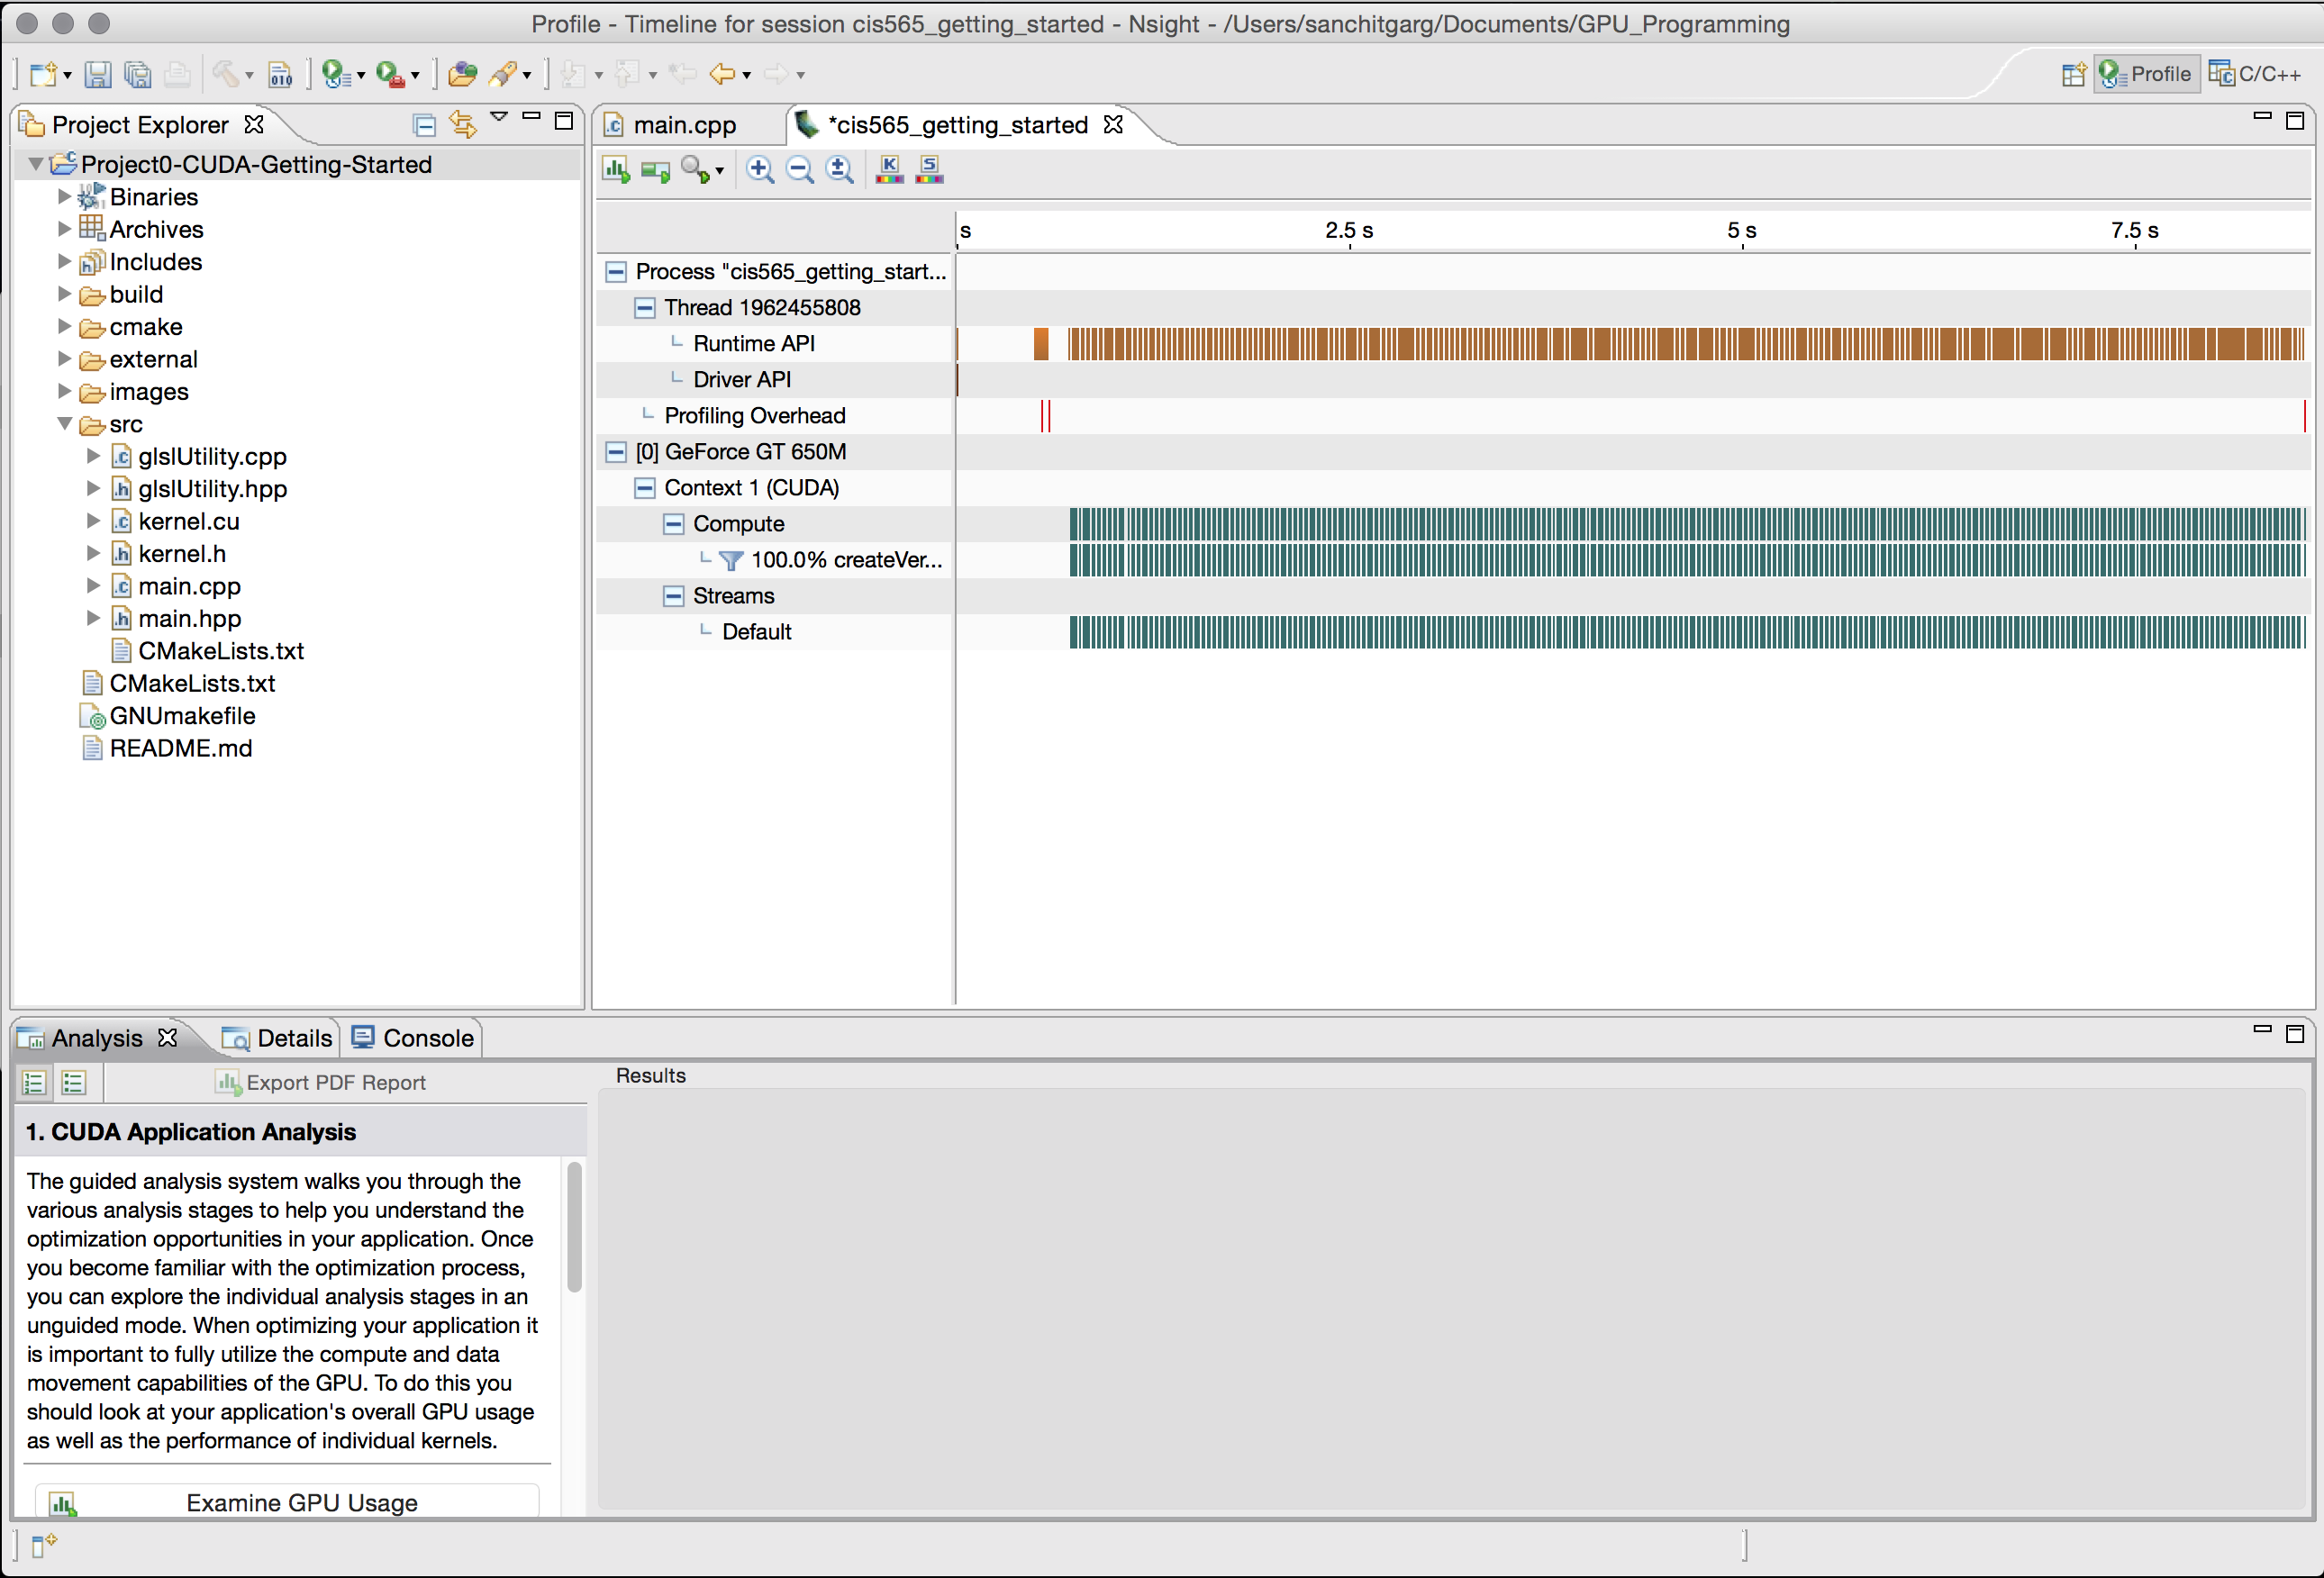 Profile - Timeline for session cis565_getting_started - Nsight - /Users/sanchitgarg/Documents/GPU_Programming
Profile
C/C++
Project Explorer
Project0-CUDA-Getting-Started
Binaries
Archives
Includes
build
cmake
external
images
src
glslUtility.cpp
glslUtility.hpp
kernel.cu
kernel.h
main.cpp
main.hpp
CMakeLists.txt
CMakeLists.txt
GNUmakefile
README.md
main.cpp
*cis565_getting_started
K
S
s
2.5 s
5 s
7.5 s
Process "cis565_getting_start...
Thread 1962455808
Runtime API
Driver API
Profiling Overhead
[0] GeForce GT 650M
Context 1 (CUDA)
Compute
100.0% createVer...
Streams
Default
Analysis
Details
Console
Export PDF Report
1. CUDA Application Analysis
The guided analysis system walks you through the
various analysis stages to help you understand the
optimization opportunities in your application. Once
you become familiar with the optimization process,
you can explore the individual analysis stages in an
unguided mode. When optimizing your application it
is important to fully utilize the compute and data
movement capabilities of the GPU. To do this you
should look at your application's overall GPU usage
as well as the performance of individual kernels.
Examine GPU Usage
Results